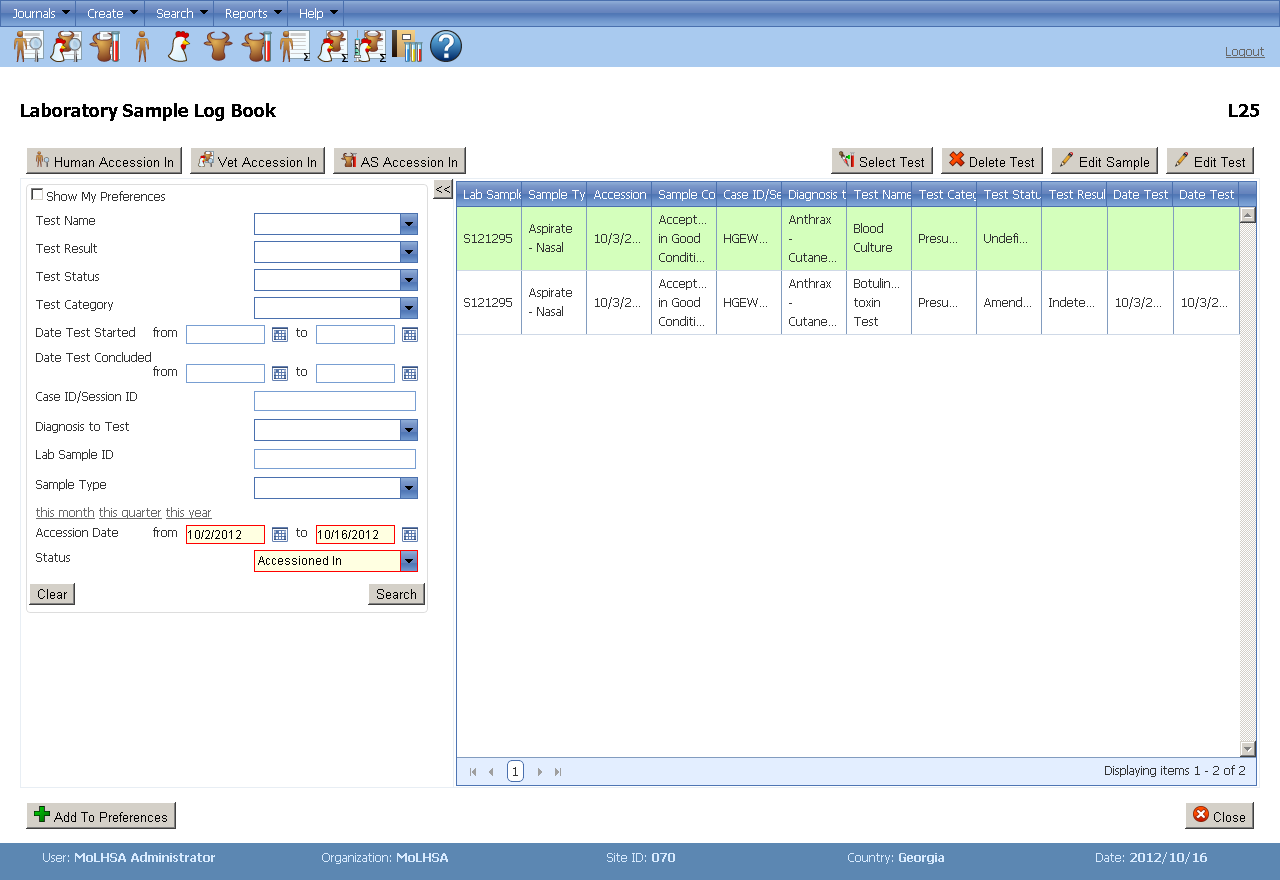 Journals Create Search Reports Help
Logout
Laboratory Sample Log Book L25
Human Accession In Vet Accession In AS Accession In Select Test Delete Test Edit Sample Edit Test
Show My Preferences <<
Test Name
Test Result
Test Status
Test Category
Date Test Started from to
Date Test Concluded
from to
Case ID/Session ID
Diagnosis to Test
Lab Sample ID
Sample Type
this month this quarter this year
Accession Date from 10/2/2012 to 10/16/2012
Status Accessioned In
Clear Search
Lab Sample Sample Ty Accession Sample Co Case ID/Se Diagnosis t Test Name Test Categ Test Statu Test Resul Date Test Date Test
S121295 Aspirate - Nasal 10/3/2... Accept... in Good Conditi... HGEW... Anthrax - Cutane... Blood Culture Presu... Undefi...
S121295 Aspirate - Nasal 10/3/2... Accept... in Good Conditi... HGEW... Anthrax - Cutane... Botulin... toxin Test Presu... Amend... Indete... 10/3/2... 10/3/2...
1 Displaying items 1 - 2 of 2
Add To Preferences Close
User: MoLHSA Administrator Organization: MoLHSA Site ID: 070 Country: Georgia Date: 2012/10/16